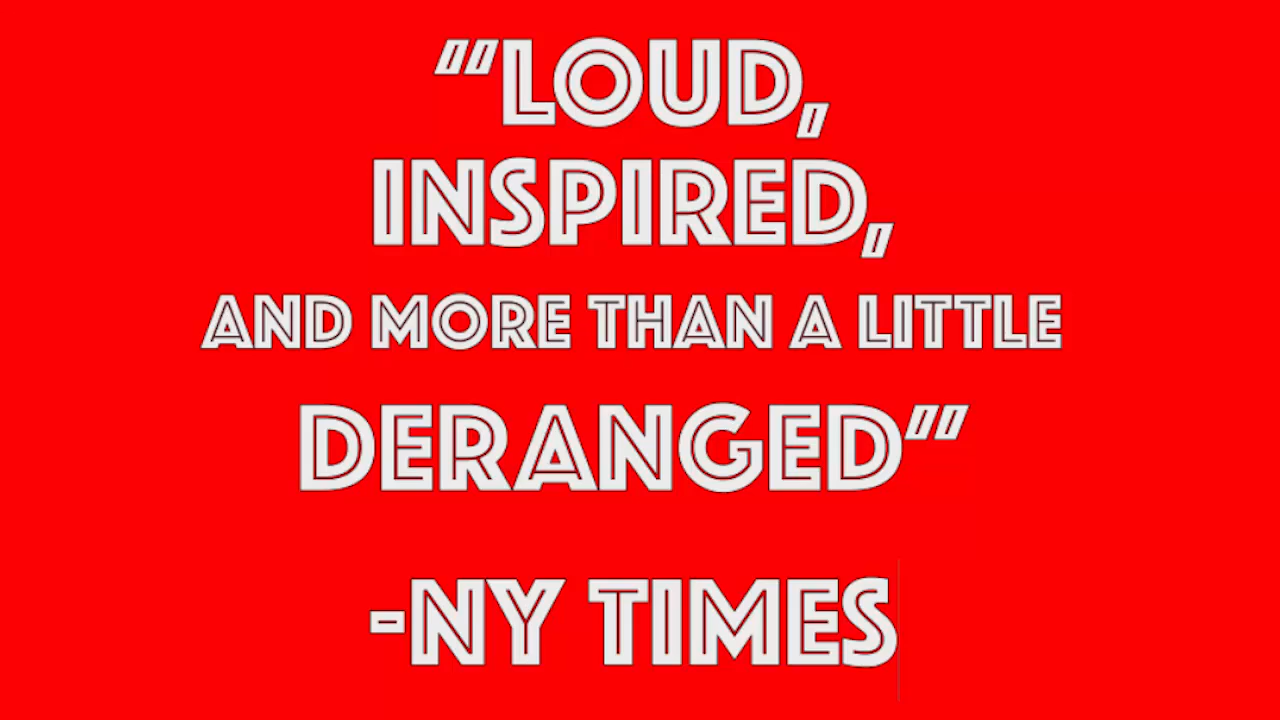 "LOUD,
INSPIRED,
AND MORE THAN A LITTLE
DERANGED"
-NY TIMES